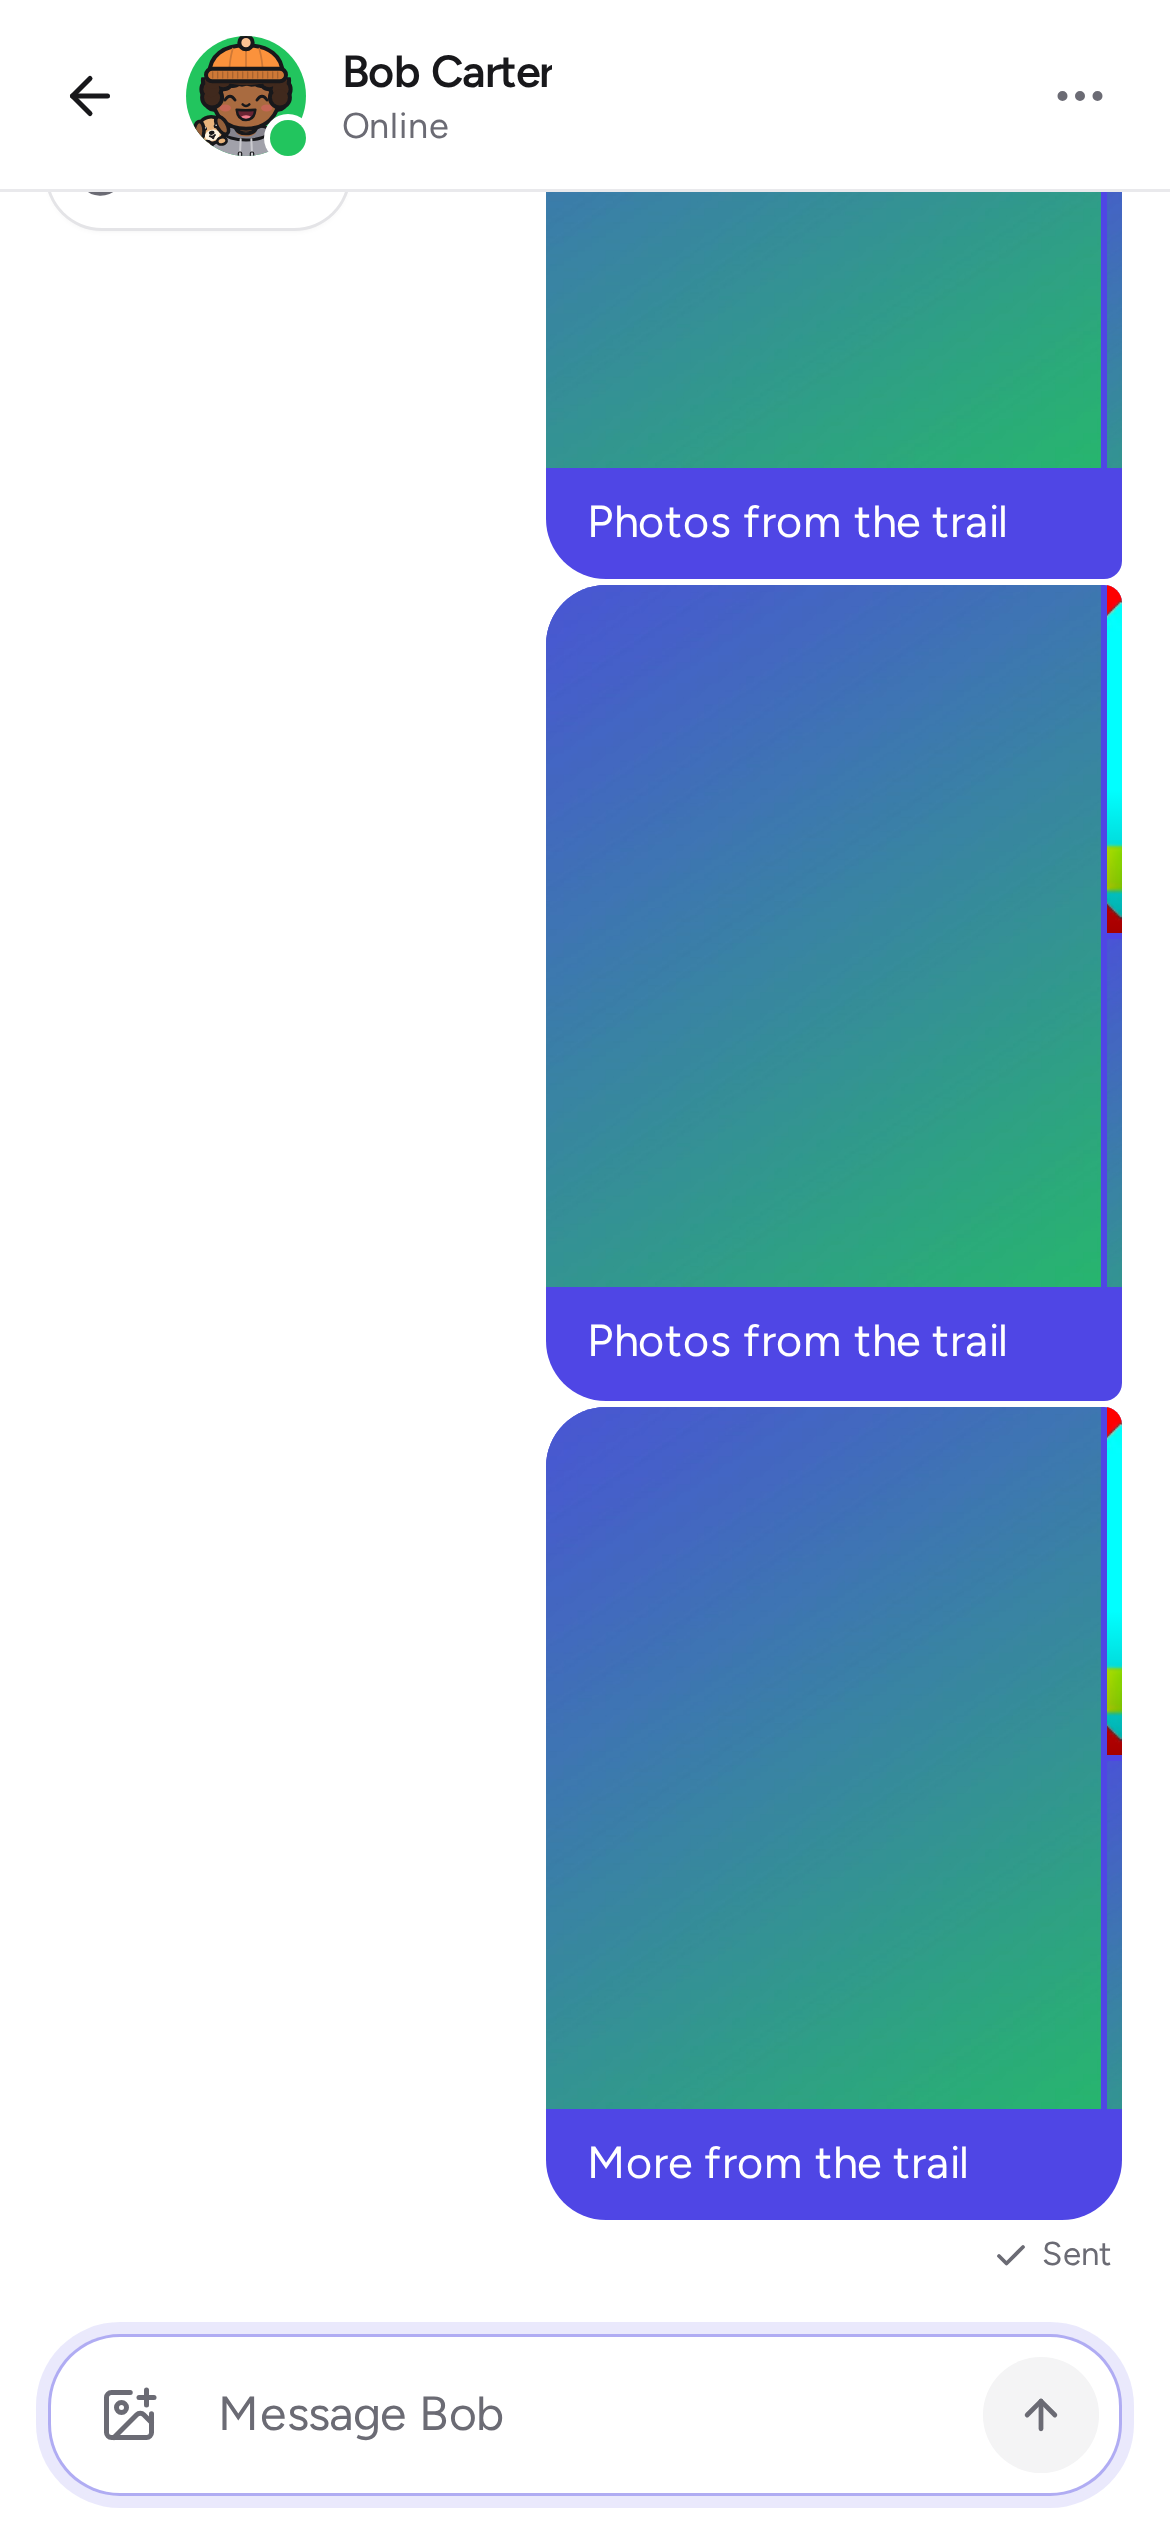 Bob Carter
Online
Photos from the trail
Photos from the trail
More from the trail
Sent
Message Bob